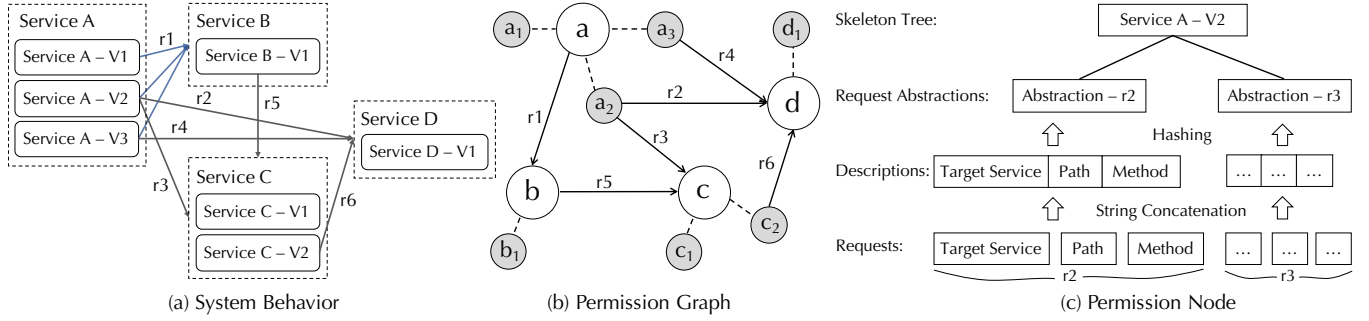 Service A
Service A – V1
Service A – V2
Service A – V3
r1
Service B
Service B – V1
r2
r5
r4
Service D
Service D – V1
r3
Service C
Service C – V1
Service C – V2
r6
(a) System Behavior
a1
a
a3
d1
r4
a2
r2
d
r1
r3
r6
b
r5
c
c2
b1
c1
(b) Permission Graph
Skeleton Tree:
Service A – V2
Request Abstractions:
Abstraction – r2
Abstraction – r3
Hashing
Descriptions:
Target Service Path Method
... ... ...
String Concatenation
Requests:
Target Service Path Method
... ... ...
r2
r3
(c) Permission Node